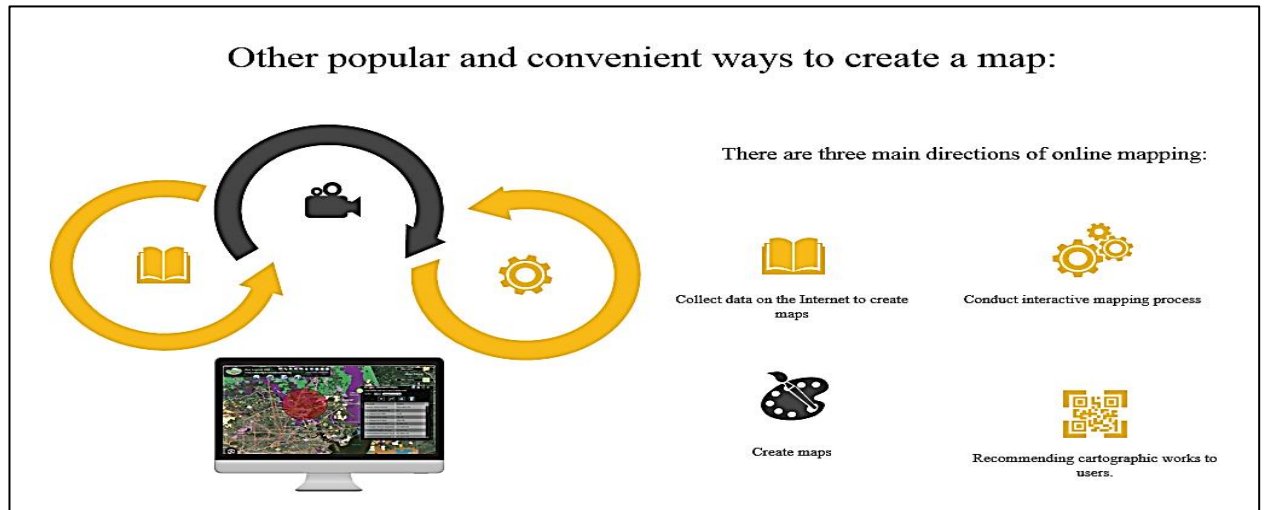 Other popular and convenient ways to create a map:
There are three main directions of online mapping:
Collect data on the Internet to create
maps
Conduct interactive mapping process
Create maps
Recommending cartographic works to
users.